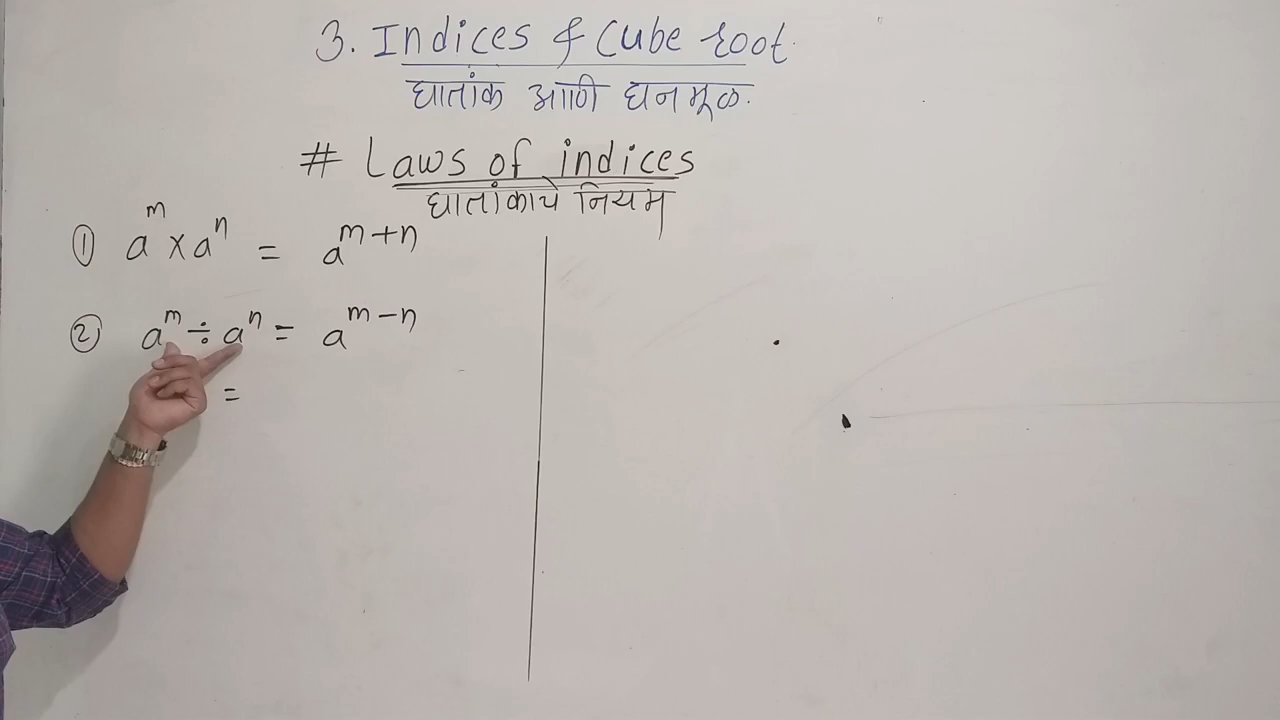 3. Indices & Cube root.
घातांक आणि घनमूळ.
# Laws of indices
घातांकाचे नियम
① a^m × a^n = a^(m+n)
② a^m ÷ a^n = a^(m-n)
=